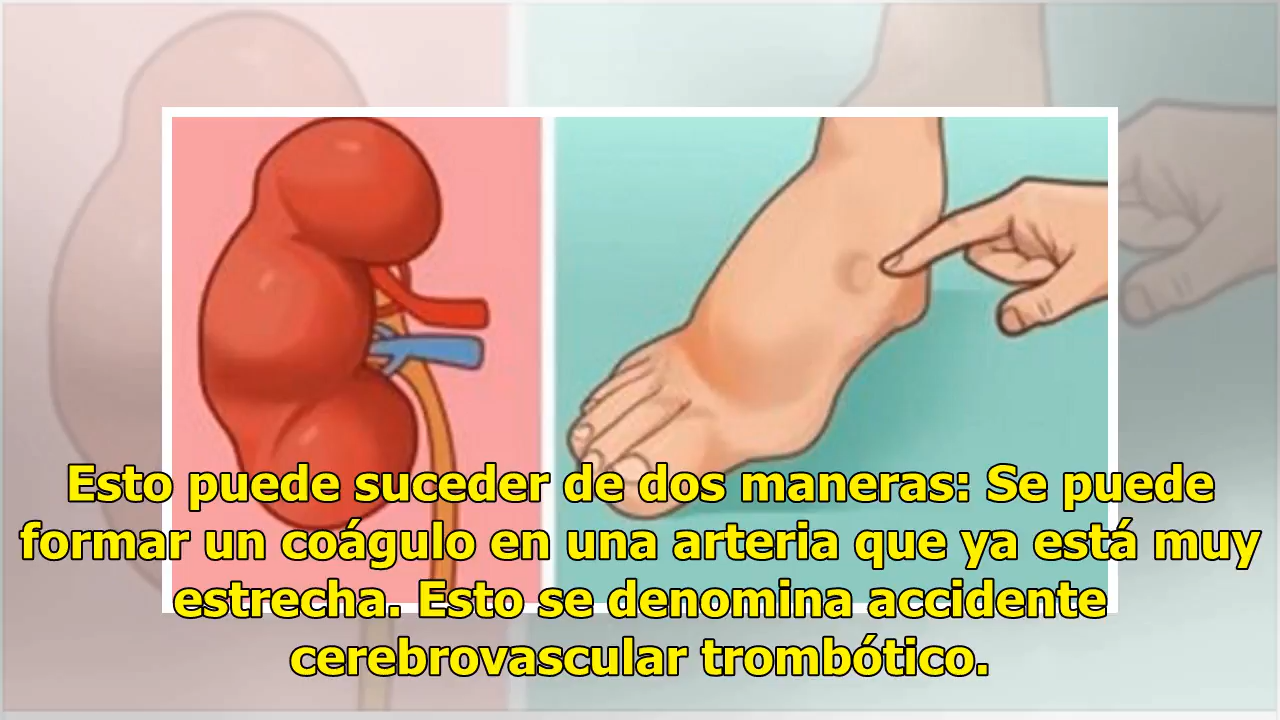 Esto puede suceder de dos maneras: Se puede
formar un coágulo en una arteria que ya está muy
estrecha. Esto se denomina accidente
cerebrovascular trombótico.